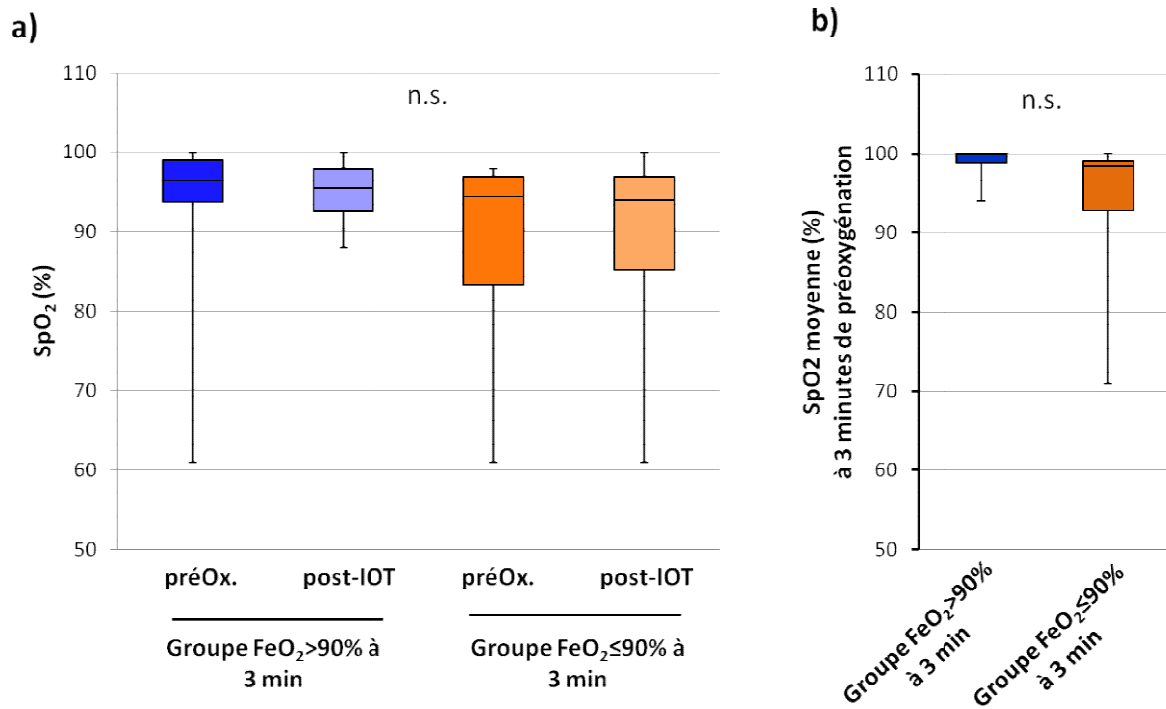 a)
n.s.
SpO₂ (%)
110
100
90
80
70
60
50
préOx.
post-IOT
préOx.
post-IOT
Groupe FeO₂>90% à
3 min
Groupe FeO₂≤90% à
3 min
b)
n.s.
SpO2 moyenne (%)
à 3 minutes de préoxygénation
110
100
90
80
70
60
50
Groupe FeO₂>90%
à 3 min
Groupe FeO₂≤90%
à 3 min